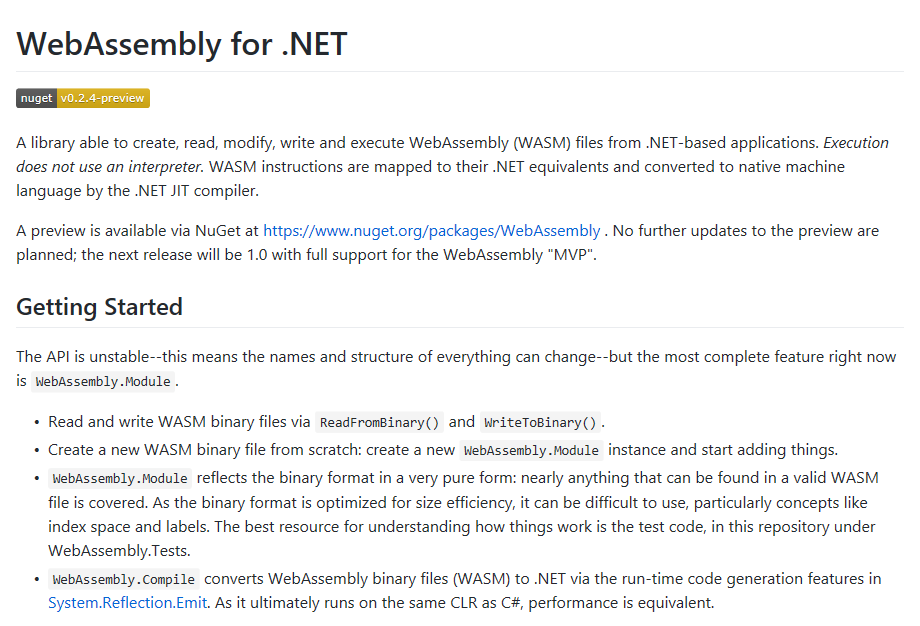 WebAssembly for .NET
nuget v0.2.4-preview
A library able to create, read, modify, write and execute WebAssembly (WASM) files from .NET-based applications. Execution
does not use an interpreter. WASM instructions are mapped to their .NET equivalents and converted to native machine
language by the .NET JIT compiler.
A preview is available via NuGet at https://www.nuget.org/packages/WebAssembly . No further updates to the preview are
planned; the next release will be 1.0 with full support for the WebAssembly "MVP".
Getting Started
The API is unstable--this means the names and structure of everything can change--but the most complete feature right now
is WebAssembly.Module.
• Read and write WASM binary files via ReadFromBinary() and WriteToBinary().
• Create a new WASM binary file from scratch: create a new WebAssembly.Module instance and start adding things.
• WebAssembly.Module reflects the binary format in a very pure form: nearly anything that can be found in a valid WASM
file is covered. As the binary format is optimized for size efficiency, it can be difficult to use, particularly concepts like
index space and labels. The best resource for understanding how things work is the test code, in this repository under
WebAssembly.Tests.
• WebAssembly.Compile converts WebAssembly binary files (WASM) to .NET via the run-time code generation features in
System.Reflection.Emit. As it ultimately runs on the same CLR as C#, performance is equivalent.